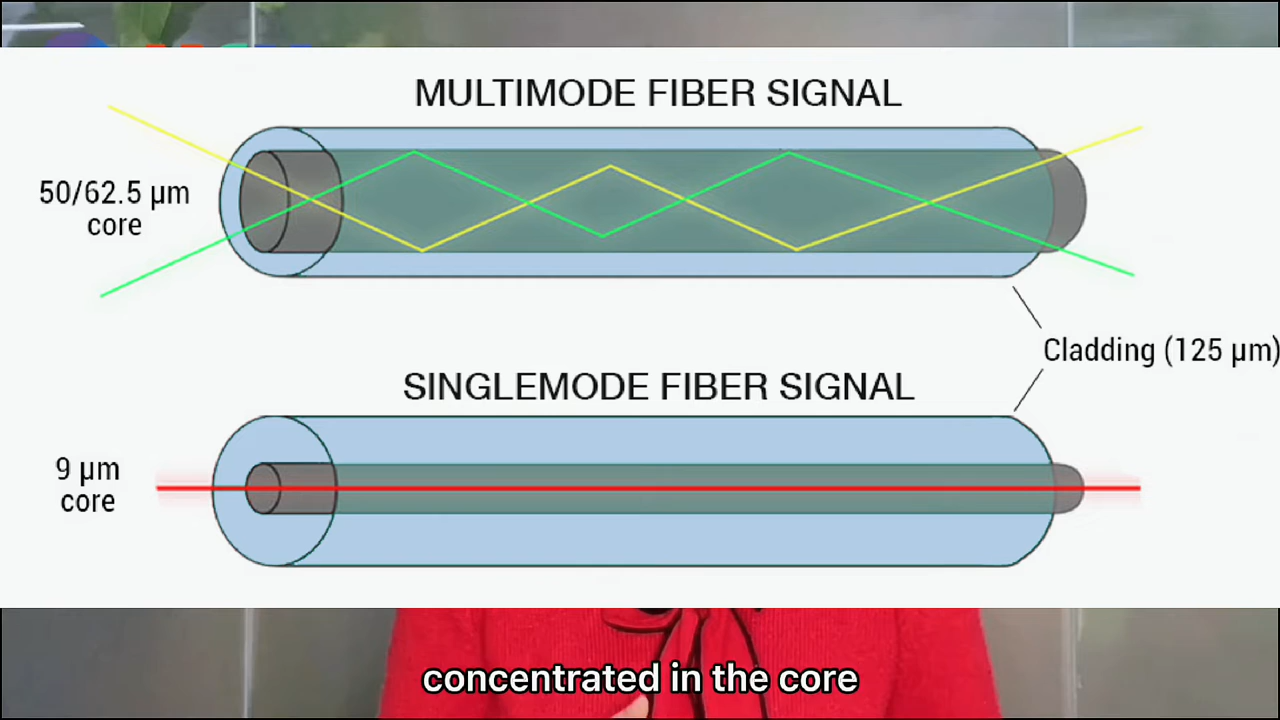 MULTIMODE FIBER SIGNAL
50/62.5 µm
core
Cladding (125 µm)
SINGLEMODE FIBER SIGNAL
9 µm
core
concentrated in the core